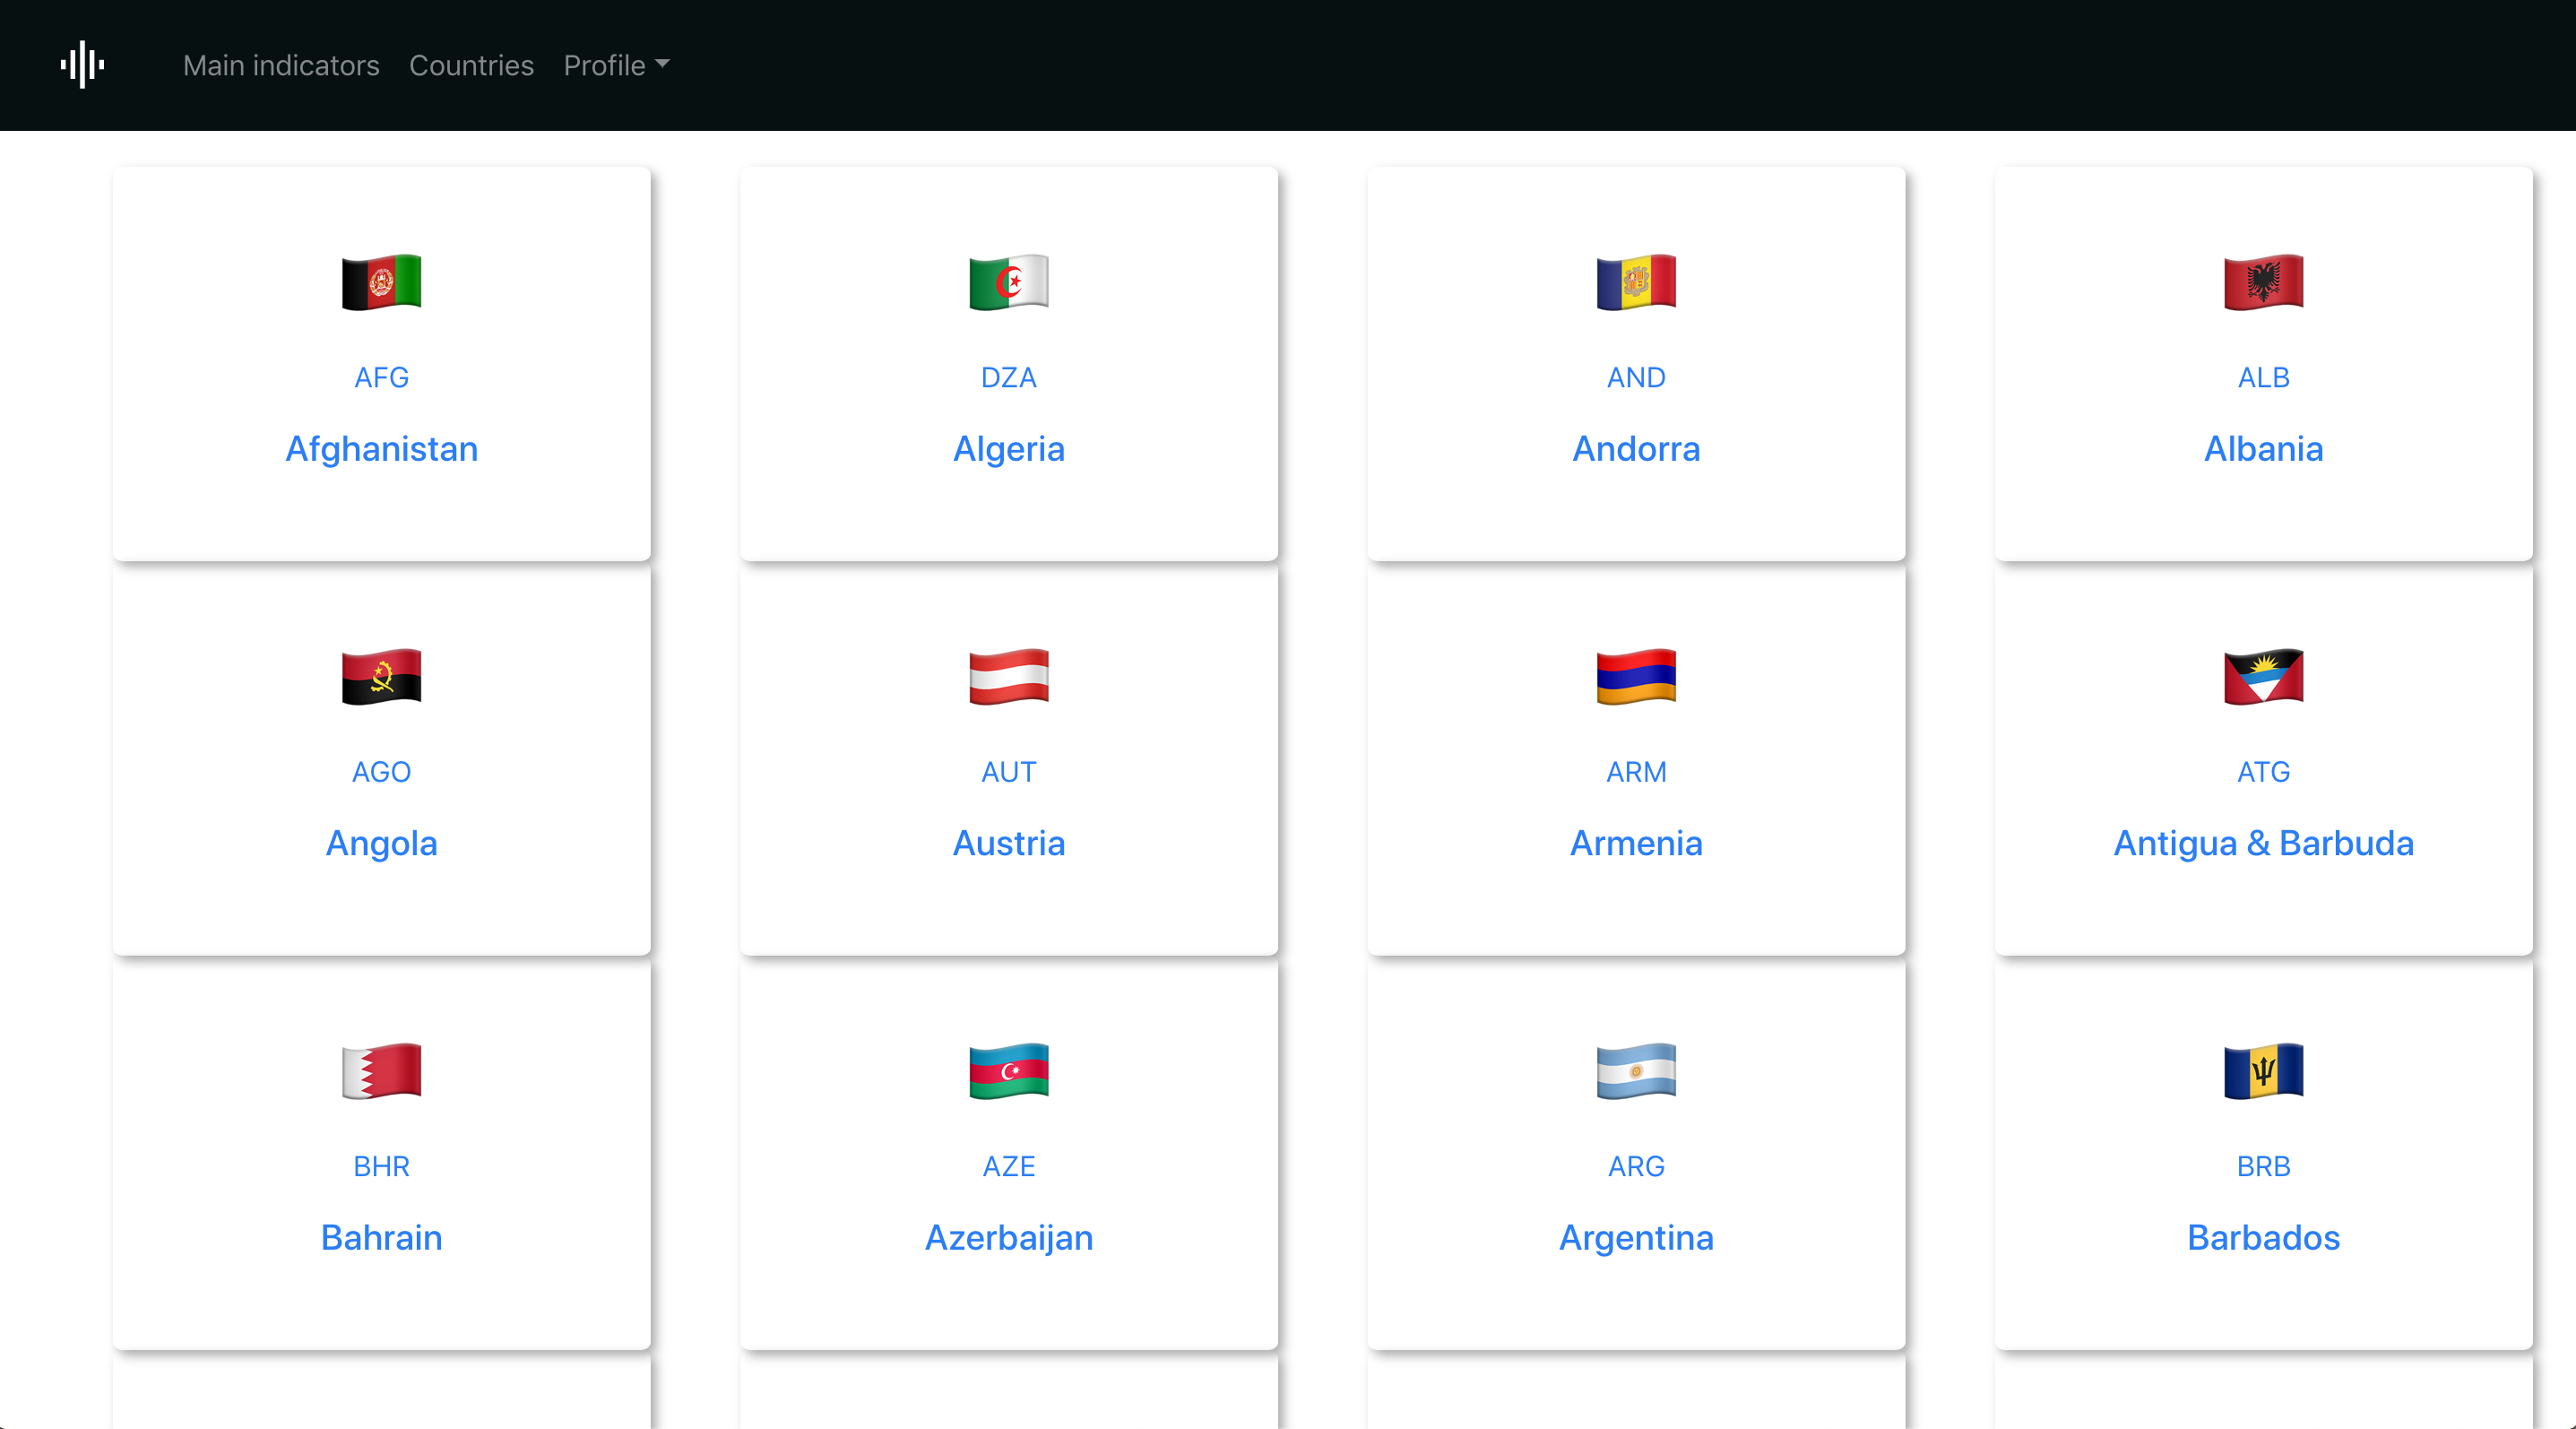 Main indicators Countries Profile
AFG
Afghanistan
DZA
Algeria
AND
Andorra
ALB
Albania
AGO
Angola
AUT
Austria
ARM
Armenia
ATG
Antigua & Barbuda
BHR
Bahrain
AZE
Azerbaijan
ARG
Argentina
BRB
Barbados